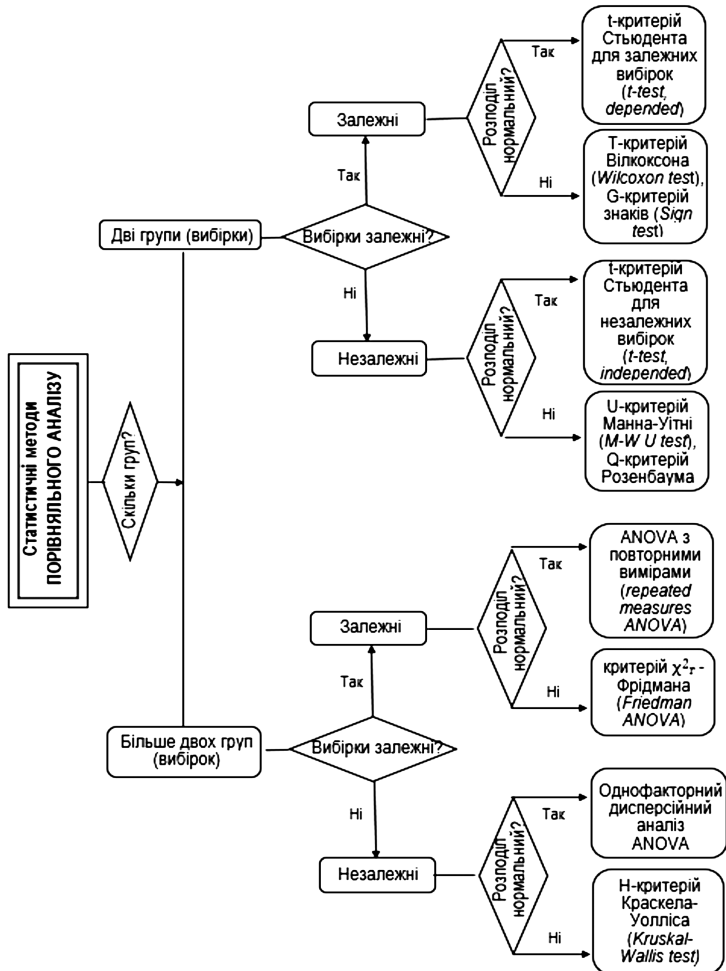 Статистичні методи
ПОРІВНЯЛЬНОГО АНАЛІЗУ
Скільки груп?
Дві групи (вибірки)
Вибірки залежні?
Так
Залежні
Розподіл
нормальний?
Так
t-критерій
Стьюдента
для залежних
вибірок
(t-test,
depended)
Ні
Т-критерій
Вілкоксона
(Wilcoxon test),
G-критерій
знаків (Sign
test)
Ні
Незалежні
Розподіл
нормальний?
Так
t-критерій
Стьюдента
для
незалежних
вибірок
(t-test,
independed)
Ні
U-критерій
Манна-Уітні
(M-W U test),
Q-критерій
Розенбаума
Більше двох груп
(вибірок)
Вибірки залежні?
Так
Залежні
Розподіл
нормальний?
Так
ANOVA з
повторними
вимірами
(repeated
measures
ANOVA)
Ні
критерій χ²r -
Фрідмана
(Friedman
ANOVA)
Ні
Незалежні
Розподіл
нормальний?
Так
Однофакторний
дисперсійний
аналіз
ANOVA
Ні
Н-критерій
Краскела-
Уолліса
(Kruskal-
Wallis test)